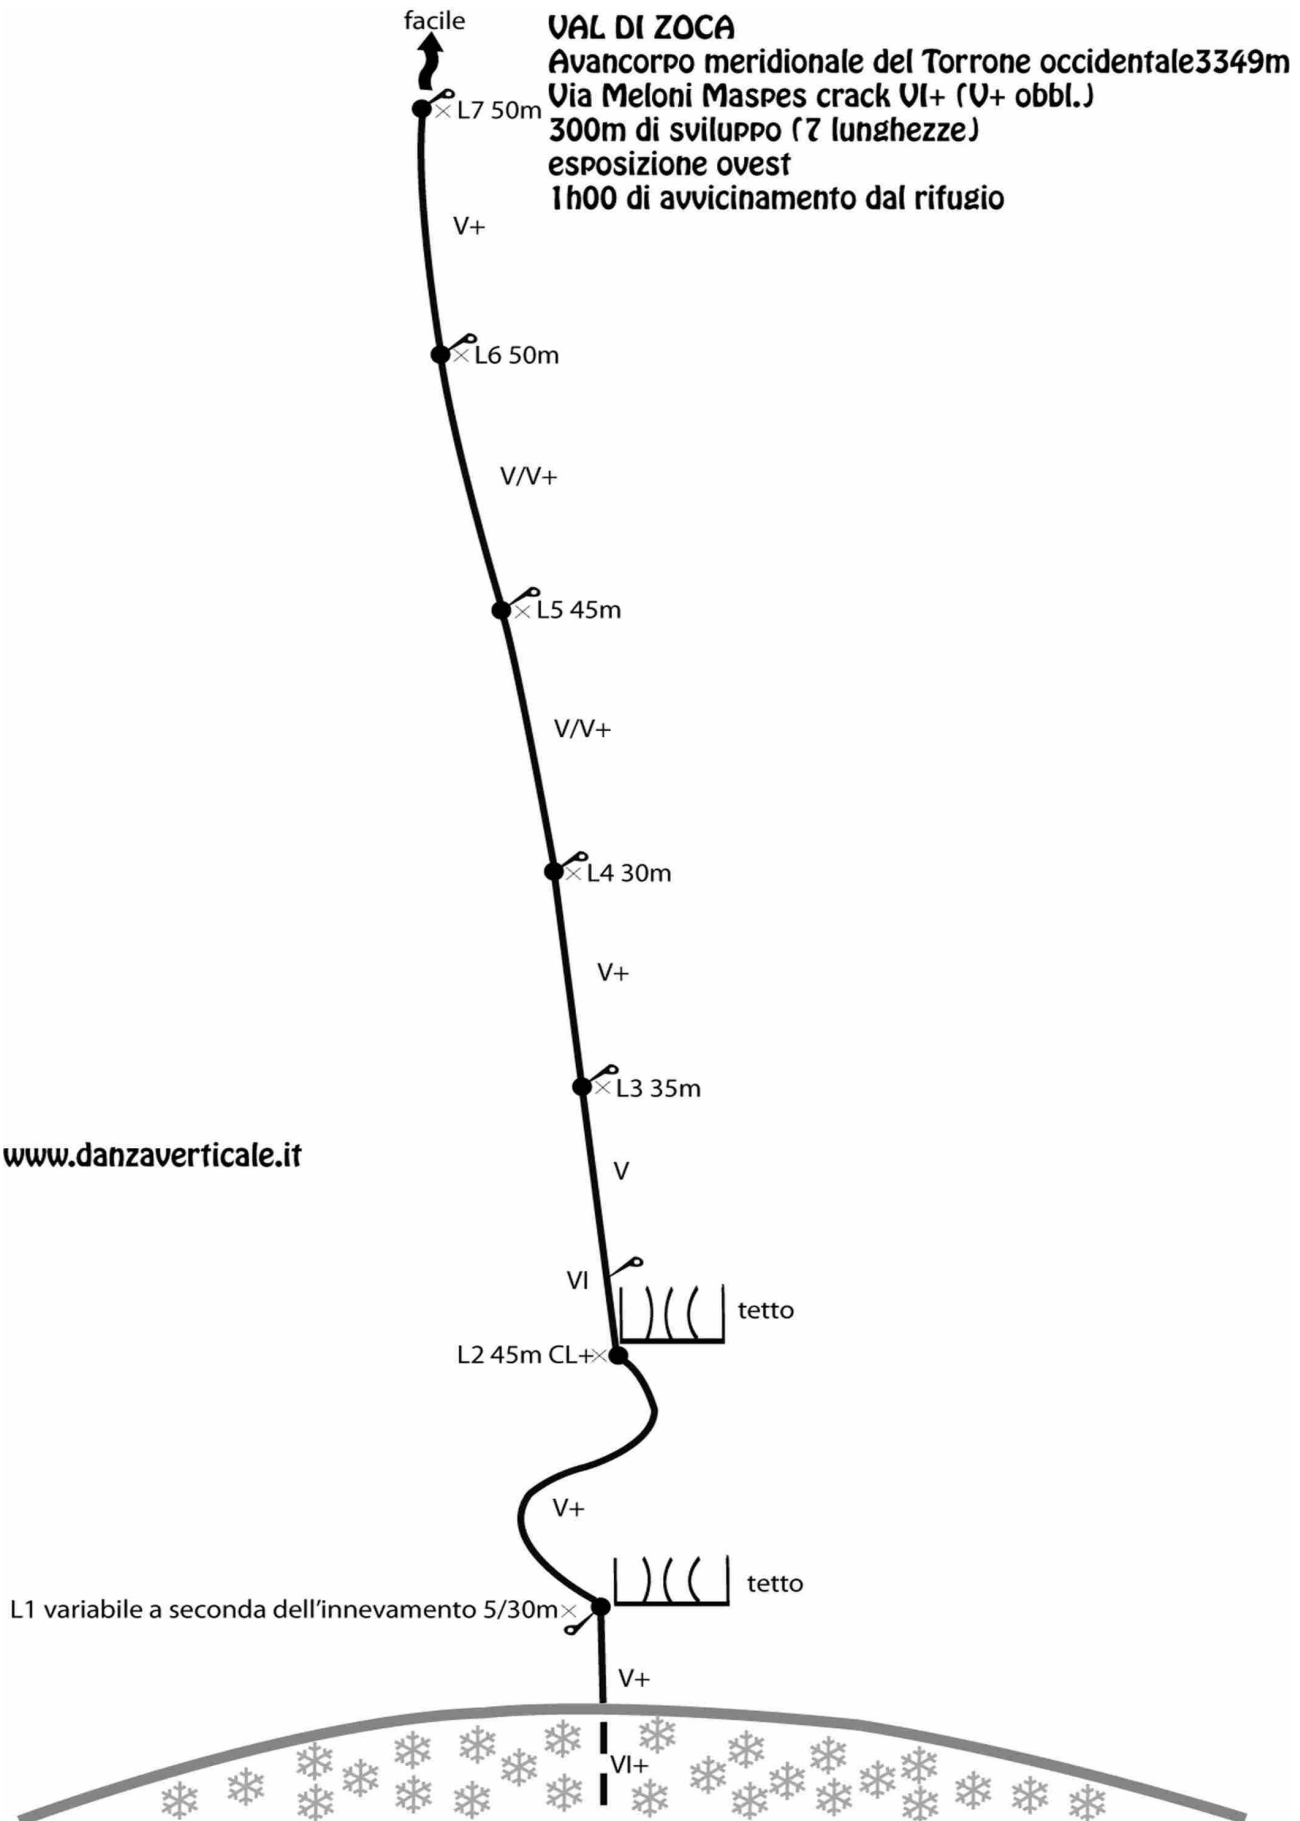 facile
VAL DI ZOCA
Avancorpo meridionale del Torrone occidentale3349m
Via Meloni Maspes crack VI+ (V+ obbl.)
300m di sviluppo (7 lunghezze)
esposizione ovest
1h00 di avvicinamento dal rifugio
L7 50m
V+
L6 50m
V/V+
L5 45m
V/V+
L4 30m
V+
L3 35m
www.danzaverticale.it
V
VI
tetto
L2 45m CL+
V+
tetto
L1 variabile a seconda dell'innevamento 5/30m
V+
VI+